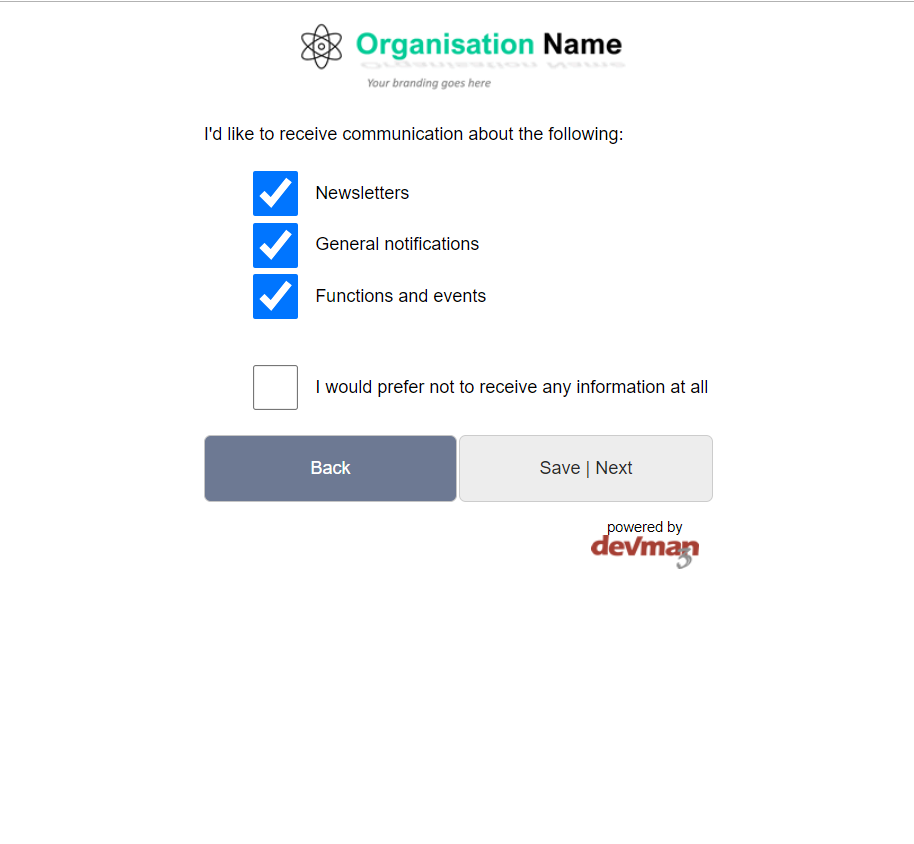 Organisation Name
Your branding goes here
I'd like to receive communication about the following:
Newsletters
General notifications
Functions and events
I would prefer not to receive any information at all
Back
Save | Next
powered by
devman
3